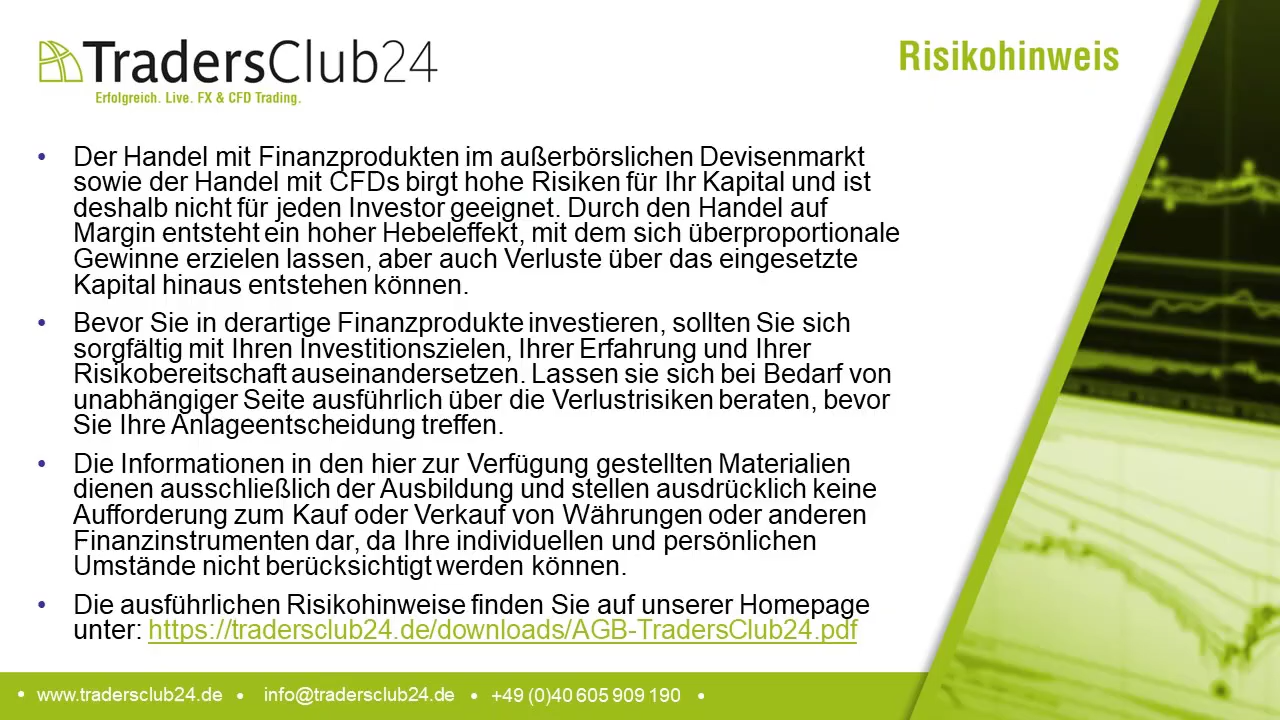 TradersClub24
Erfolgreich. Live. FX & CFD Trading.
Risikohinweis
• Der Handel mit Finanzprodukten im außerbörslichen Devisenmarkt
sowie der Handel mit CFDs birgt hohe Risiken für Ihr Kapital und ist
deshalb nicht für jeden Investor geeignet. Durch den Handel auf
Margin entsteht ein hoher Hebeleffekt, mit dem sich überproportionale
Gewinne erzielen lassen, aber auch Verluste über das eingesetzte
Kapital hinaus entstehen können.
• Bevor Sie in derartige Finanzprodukte investieren, sollten Sie sich
sorgfältig mit Ihren Investitionszielen, Ihrer Erfahrung und Ihrer
Risikobereitschaft auseinandersetzen. Lassen sie sich bei Bedarf von
unabhängiger Seite ausführlich über die Verlustrisiken beraten, bevor
Sie Ihre Anlageentscheidung treffen.
• Die Informationen in den hier zur Verfügung gestellten Materialien
dienen ausschließlich der Ausbildung und stellen ausdrücklich keine
Aufforderung zum Kauf oder Verkauf von Währungen oder anderen
Finanzinstrumenten dar, da Ihre individuellen und persönlichen
Umstände nicht berücksichtigt werden können.
• Die ausführlichen Risikohinweise finden Sie auf unserer Homepage
unter: https://tradersclub24.de/downloads/AGB-TradersClub24.pdf
• www.tradersclub24.de • info@tradersclub24.de • +49 (0)40 605 909 190 •